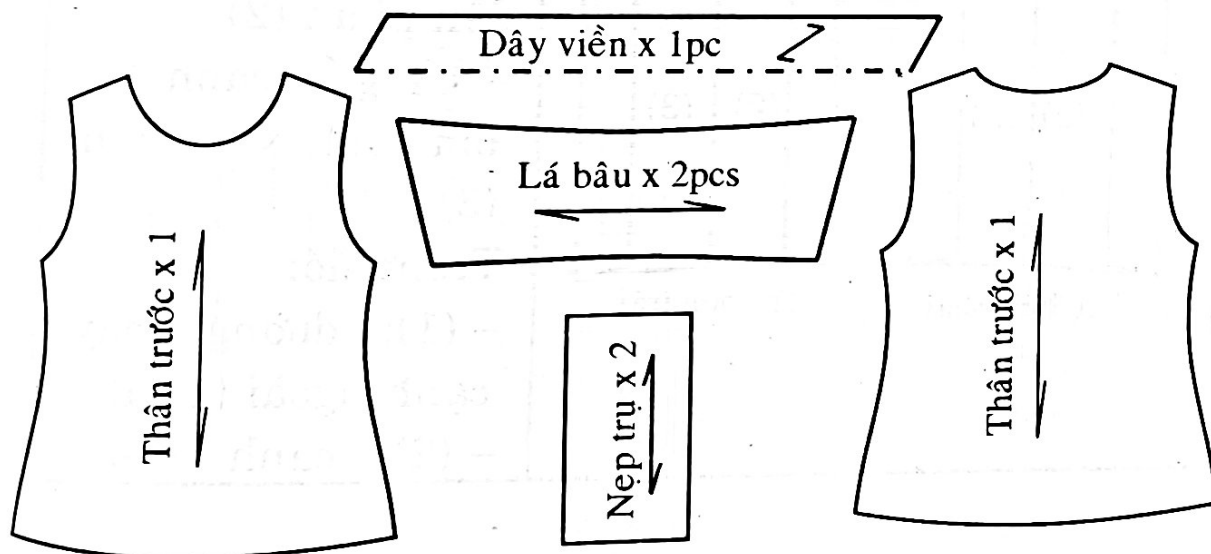 Dây viền x 1pc
Lá bâu x 2pcs
Thân trước x 1
Nẹp trụ x 2
Thân trước x 1